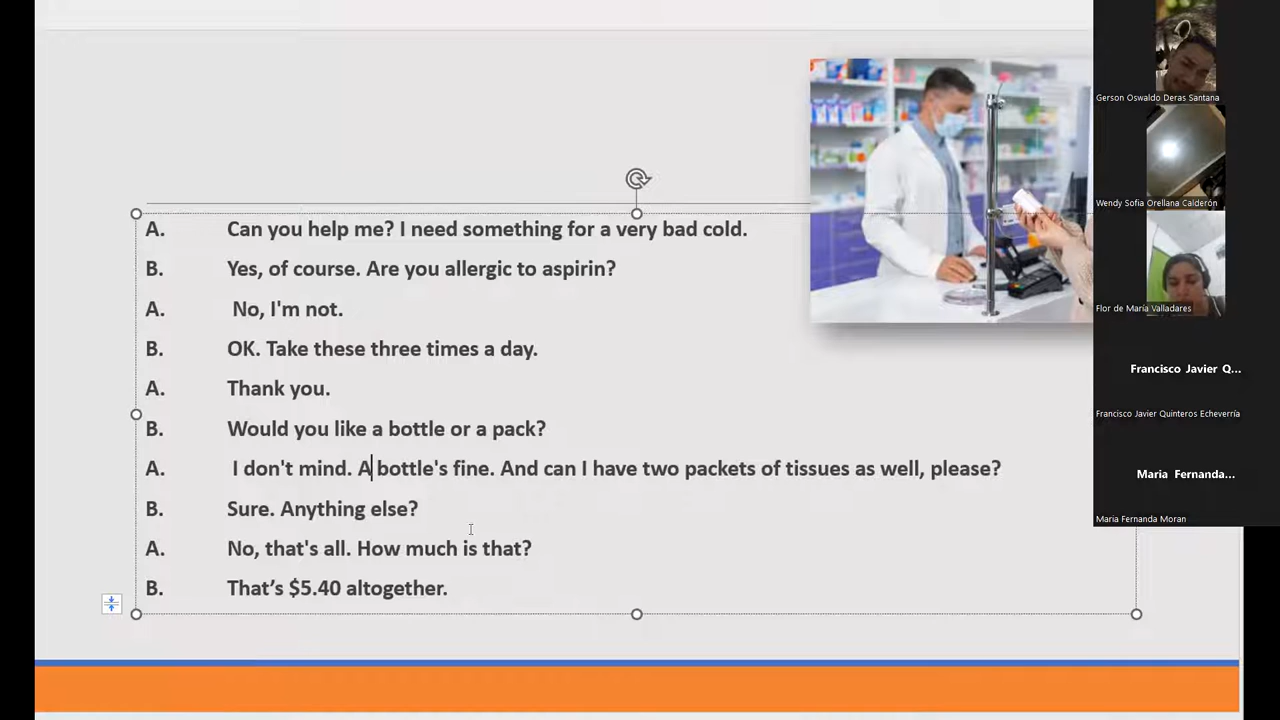 A. Can you help me? I need something for a very bad cold.
B. Yes, of course. Are you allergic to aspirin?
A. No, I'm not.
B. OK. Take these three times a day.
A. Thank you.
B. Would you like a bottle or a pack?
A. I don't mind. A bottle's fine. And can I have two packets of tissues as well, please?
B. Sure. Anything else?
A. No, that's all. How much is that?
B. That’s $5.40 altogether.
Gerson Oswaldo Deras Santana
Wendy Sofia Orellana Calderón
Flor de María Valladares
Francisco Javier Q...
Francisco Javier Quinteros Echeverría
Maria Fernanda...
Maria Fernanda Moran